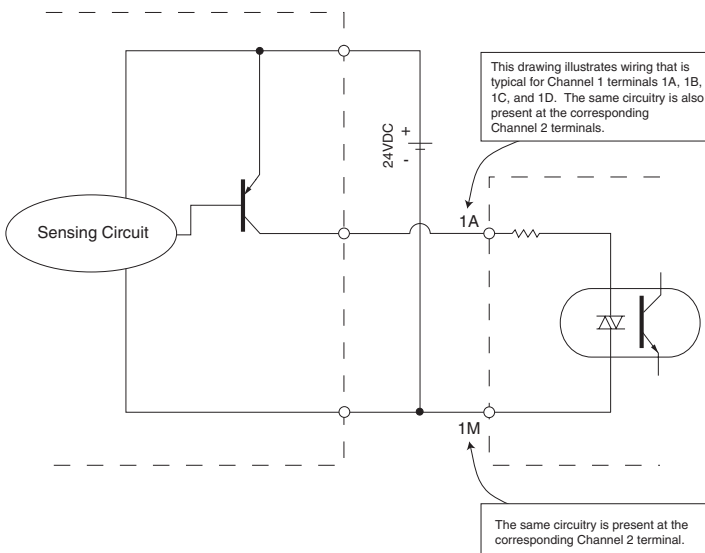 This drawing illustrates wiring that is
typical for Channel 1 terminals 1A, 1B,
1C, and 1D.  The same circuitry is also
present at the corresponding
Channel 2 terminals.
24VDC
+
-
1A
Sensing Circuit
1M
The same circuitry is present at the
corresponding Channel 2 terminal.